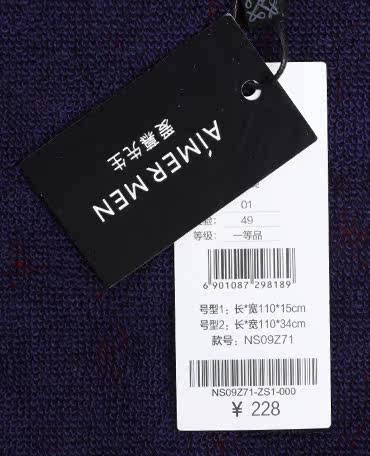 AIMER MEN
爱慕先生
01
49
等级: 一等品
6 901087 298189
号型1: 长*宽110*15cm
号型2: 长*宽110*34cm
款号: NS09Z71
NS09Z71-ZS1-000
¥ 228